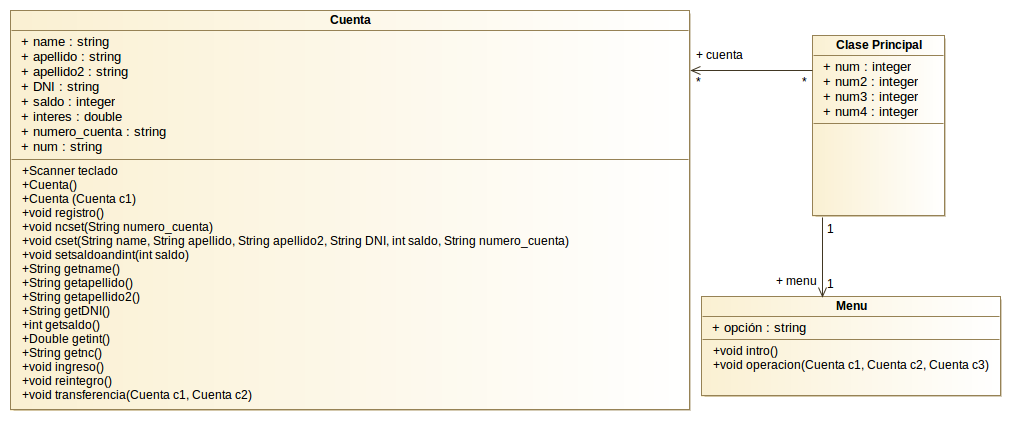 Cuenta
+ name : string
+ apellido : string
+ apellido2 : string
+ DNI : string
+ saldo : integer
+ interes : double
+ numero_cuenta : string
+ num : string
+Scanner teclado
+Cuenta()
+Cuenta (Cuenta c1)
+void registro()
+void ncset(String numero_cuenta)
+void cset(String name, String apellido, String apellido2, String DNI, int saldo, String numero_cuenta)
+void setsaldoandint(int saldo)
+String getname()
+String getapellido()
+String getapellido2()
+String getDNI()
+int getsaldo()
+Double getint()
+String getnc()
+void ingreso()
+void reintegro()
+void transferencia(Cuenta c1, Cuenta c2)
+ cuenta
* *
Clase Principal
+ num : integer
+ num2 : integer
+ num3 : integer
+ num4 : integer
1
+ menu 1
Menu
+ opción : string
+void intro()
+void operacion(Cuenta c1, Cuenta c2, Cuenta c3)